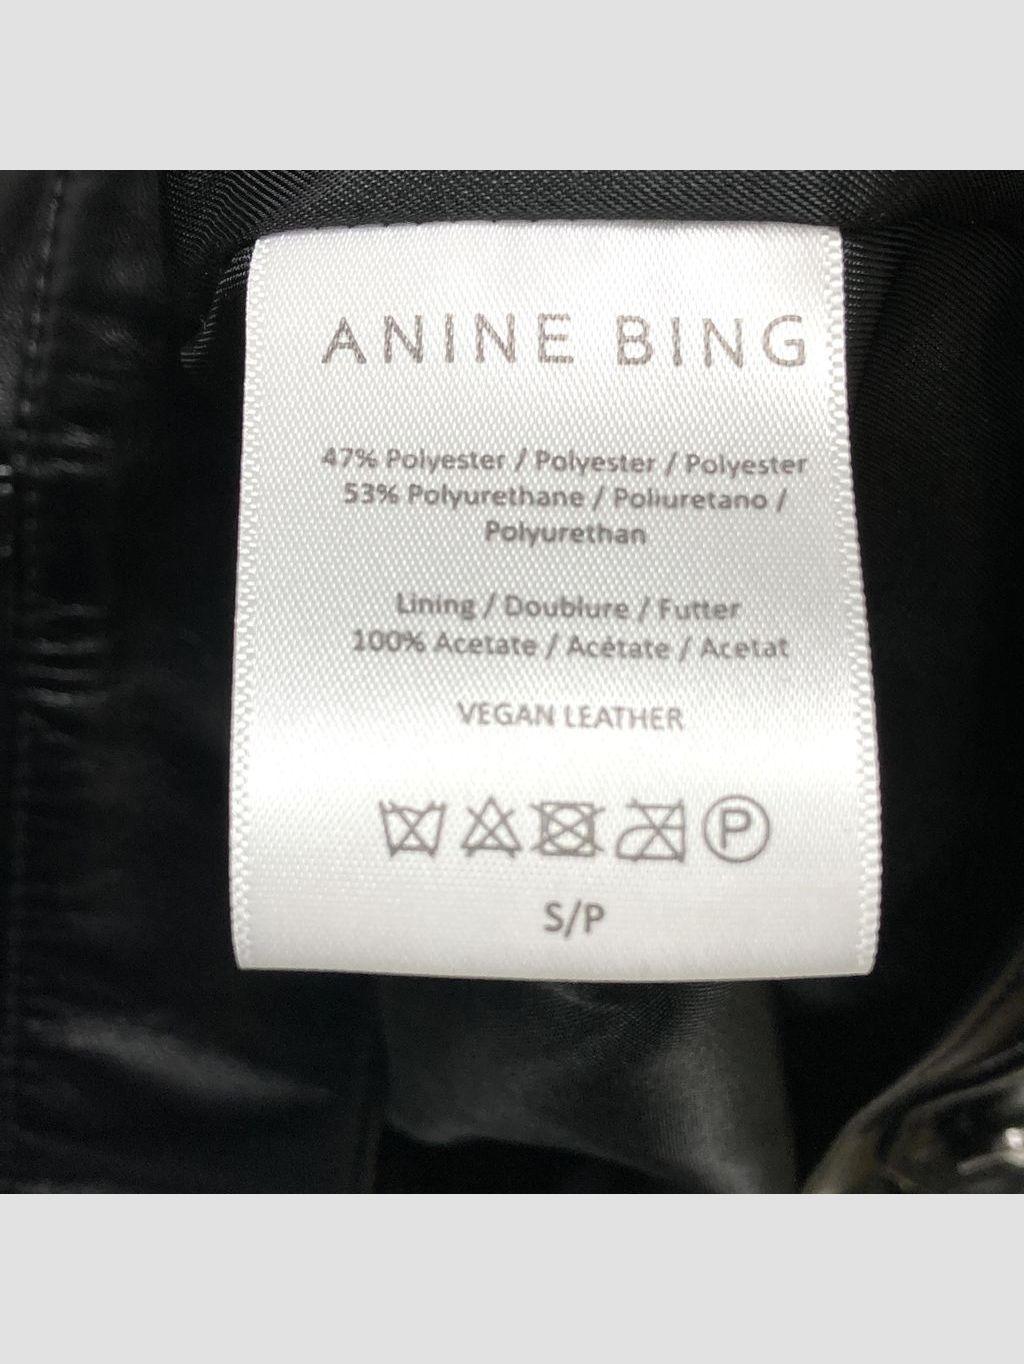 ANINE BING
47% Polyester / Polyester / Polyester
53% Polyurethane / Poliuretano /
Polyurethan
Lining / Doublure / Futter
100% Acetate / Acétate / Acetat
VEGAN LEATHER
P
S/P